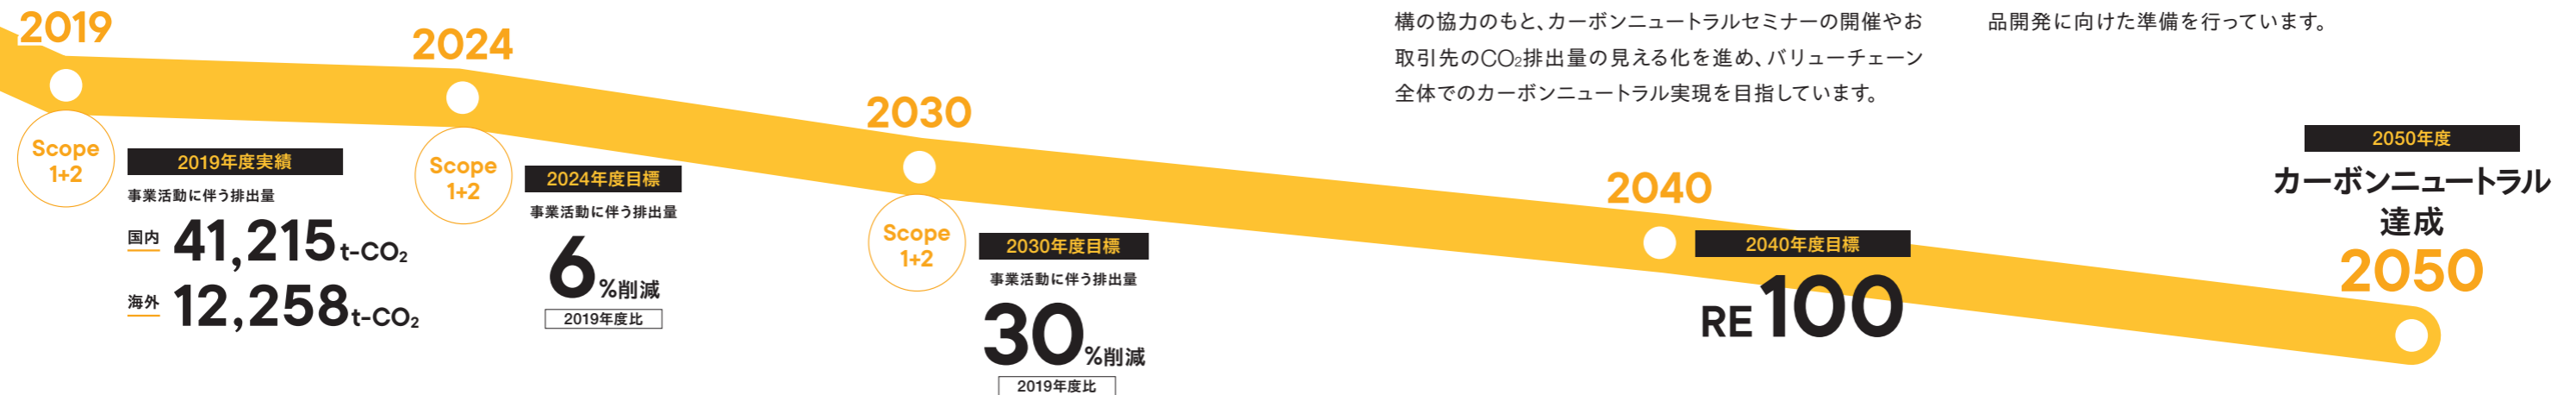 構の協力のもと、カーボンニュートラルセミナーの開催やお
取引先のCO₂排出量の見える化を進め、バリューチェーン
全体でのカーボンニュートラル実現を目指しています。
品開発に向けた準備を行っています。
2019
Scope
1+2
2019年度実績
事業活動に伴う排出量
国内 41,215 t-CO₂
海外 12,258 t-CO₂
2024
Scope
1+2
2024年度目標
事業活動に伴う排出量
6%削減
2019年度比
2030
Scope
1+2
2030年度目標
事業活動に伴う排出量
30%削減
2019年度比
2040
2040年度目標
RE 100
2050年度
カーボンニュートラル
達成
2050